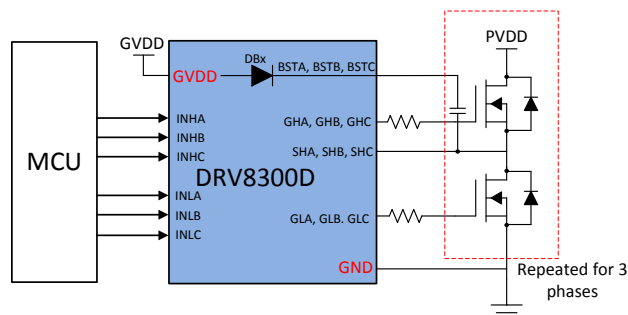 GVDD
PVDD
DBx
GVDD
BSTA, BSTB, BSTC
INHA
GHA, GHB, GHC
INHB
INHC
SHA, SHB, SHC
MCU
DRV8300D
INLA
INLB
GLA, GLB. GLC
INLC
GND
Repeated for 3
phases